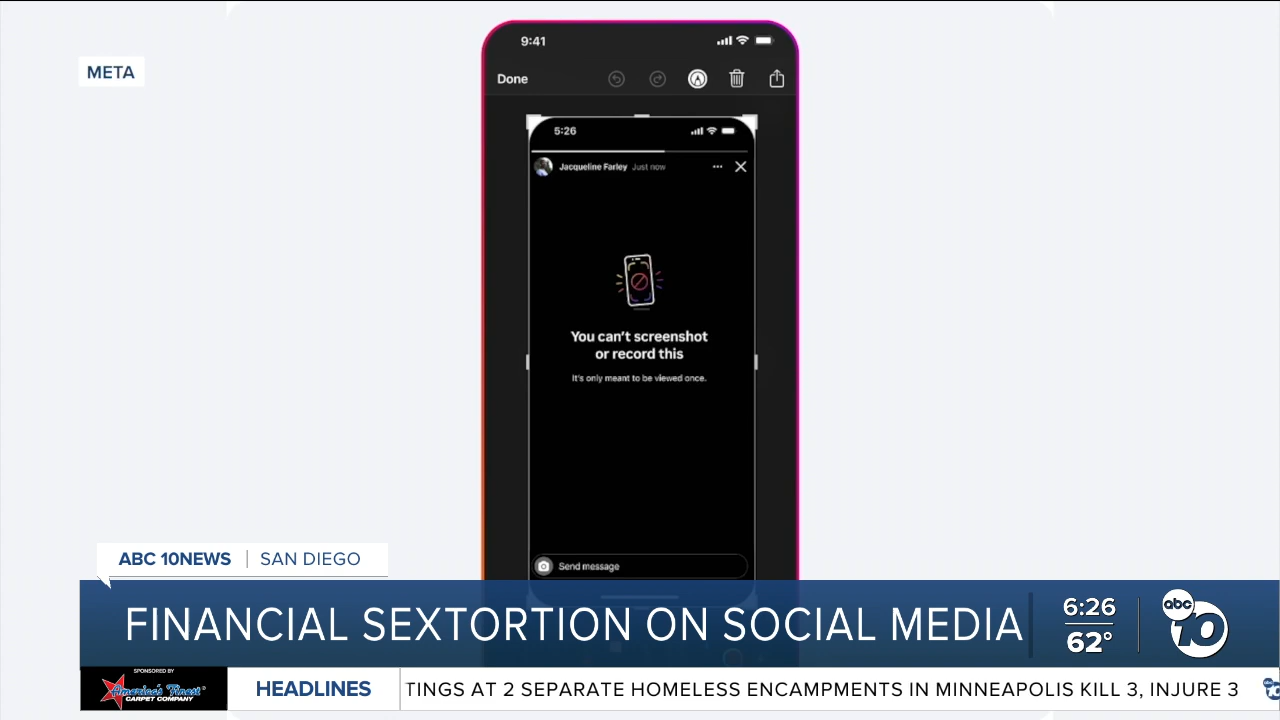 META
9:41
Done
5:26
Jacqueline Farley Just now
You can't screenshot
or record this
It's only meant to be viewed once.
Send message
ABC 10NEWS | SAN DIEGO
FINANCIAL SEXTORTION ON SOCIAL MEDIA
6:26
62°
abc
10
SPONSORED BY
America's Finest
CARPET COMPANY
HEADLINES
TINGS AT 2 SEPARATE HOMELESS ENCAMPMENTS IN MINNEAPOLIS KILL 3, INJURE 3